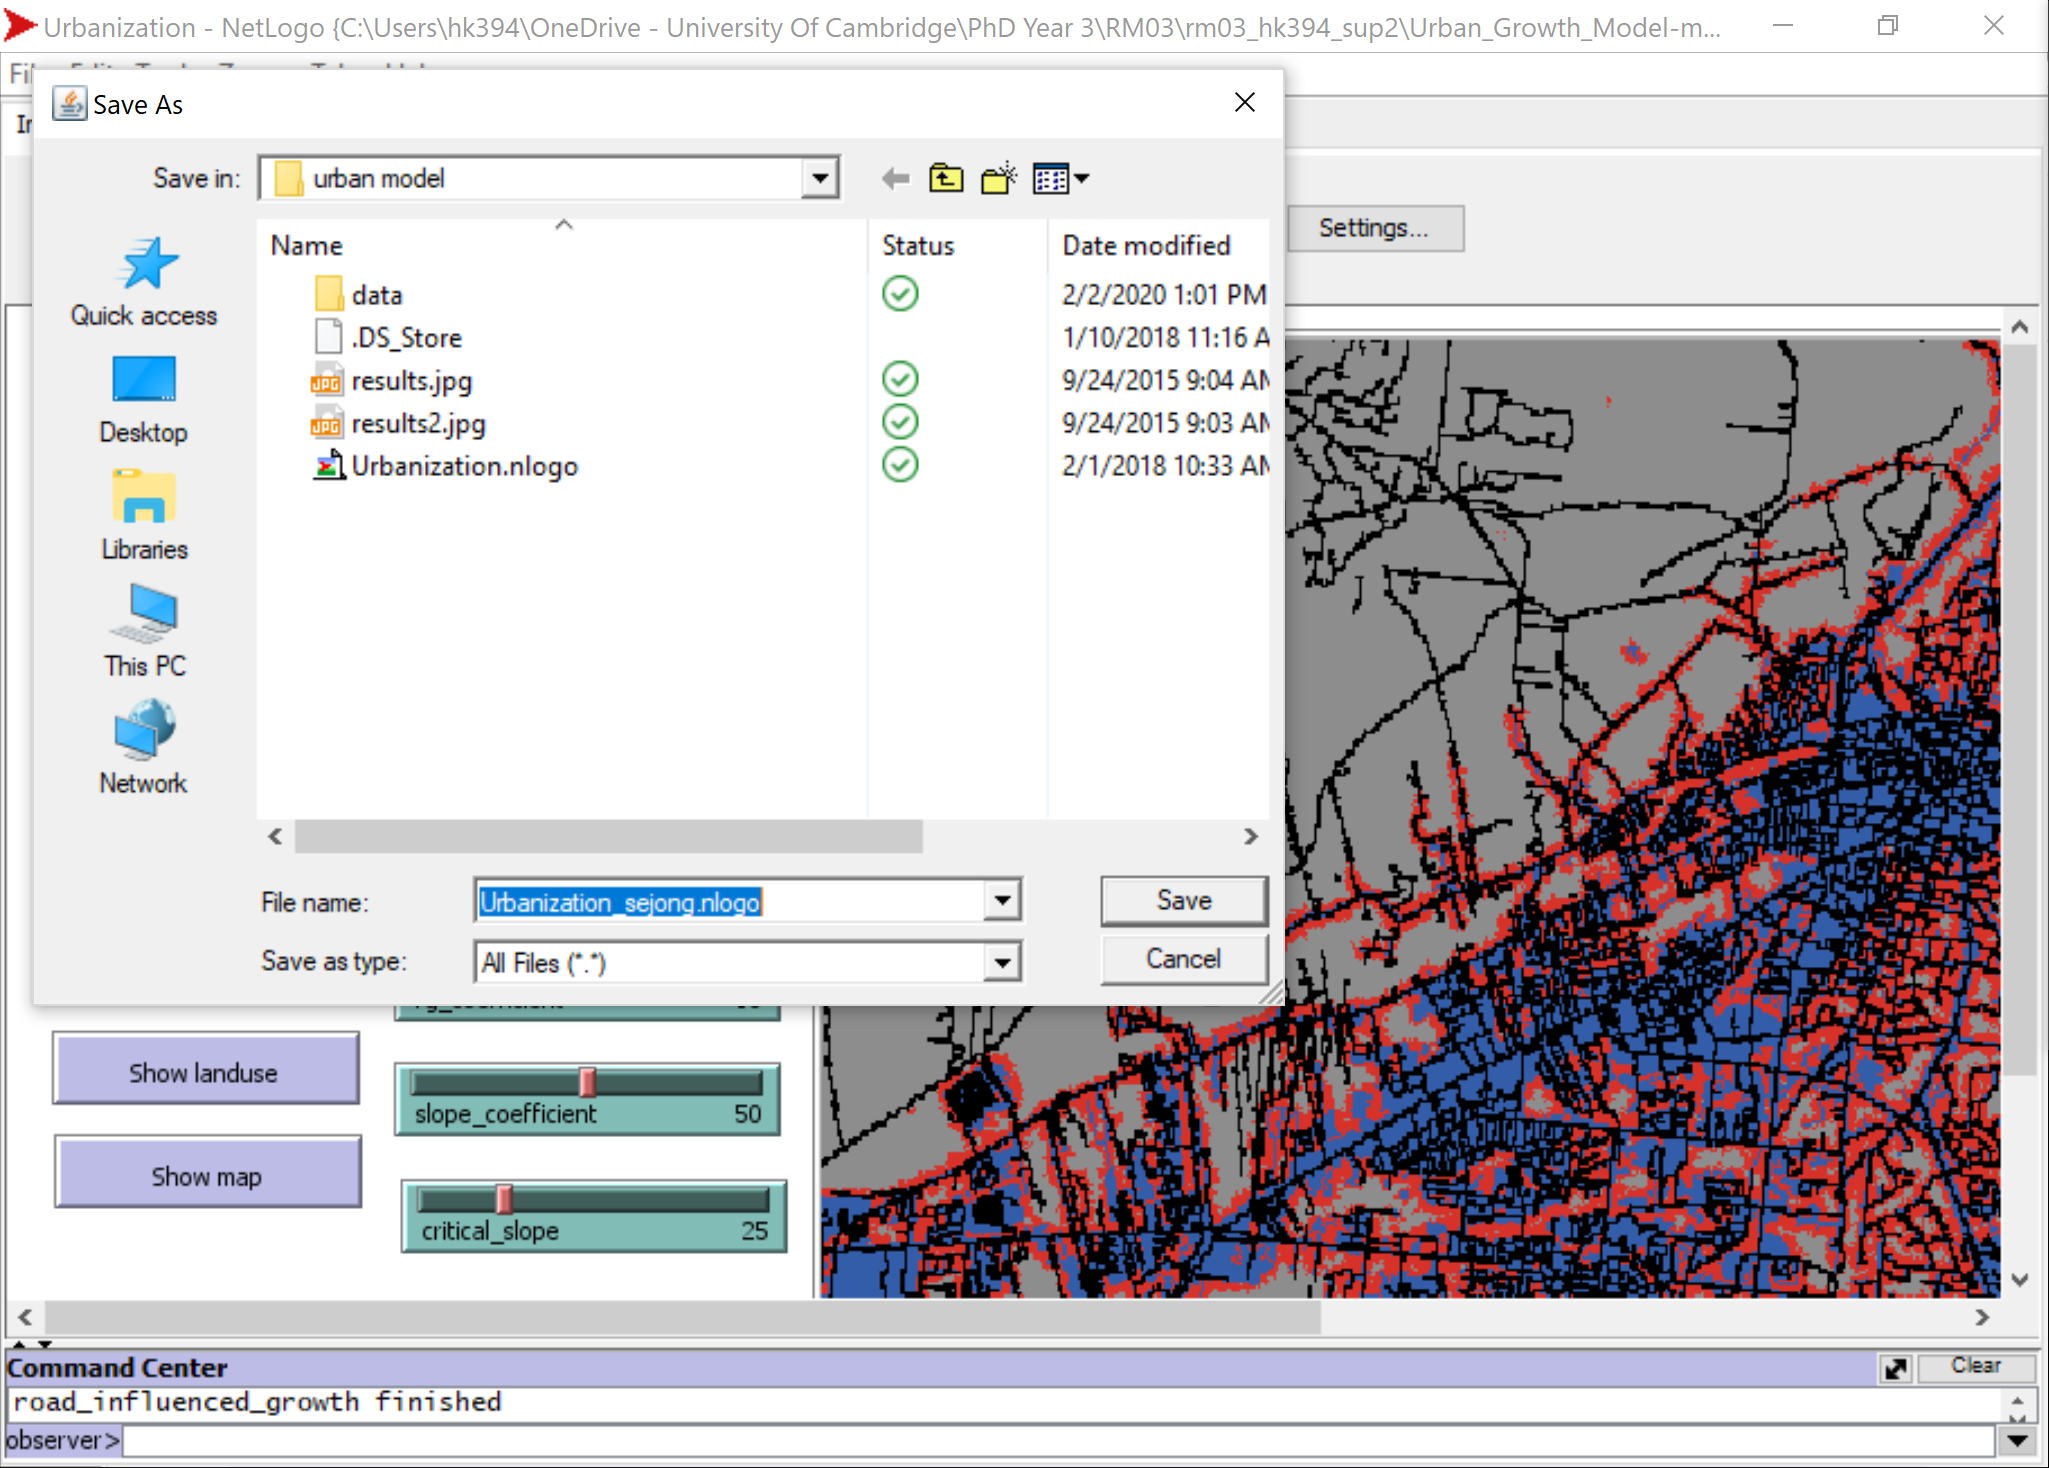 Urbanization - NetLogo {C:\Users\hk394\OneDrive - University Of Cambridge\PhD Year 3\RM03\rm03_hk394_sup2\Urban_Growth_Model-m...
Save As
Save in: urban model
Settings...
Name Status Date modified
data 2/2/2020 1:01 PM
.DS_Store 1/10/2018 11:16 A
results.jpg 9/24/2015 9:04 AM
results2.jpg 9/24/2015 9:03 AM
Urbanization.nlogo 2/1/2018 10:33 AM
Quick access
Desktop
Libraries
This PC
Network
File name: Urbanization_sejong.nlogo Save
Save as type: All Files (*.*) Cancel
Show landuse
slope_coefficient 50
Show map
critical_slope 25
Command Center Clear
road_influenced_growth finished
observer>